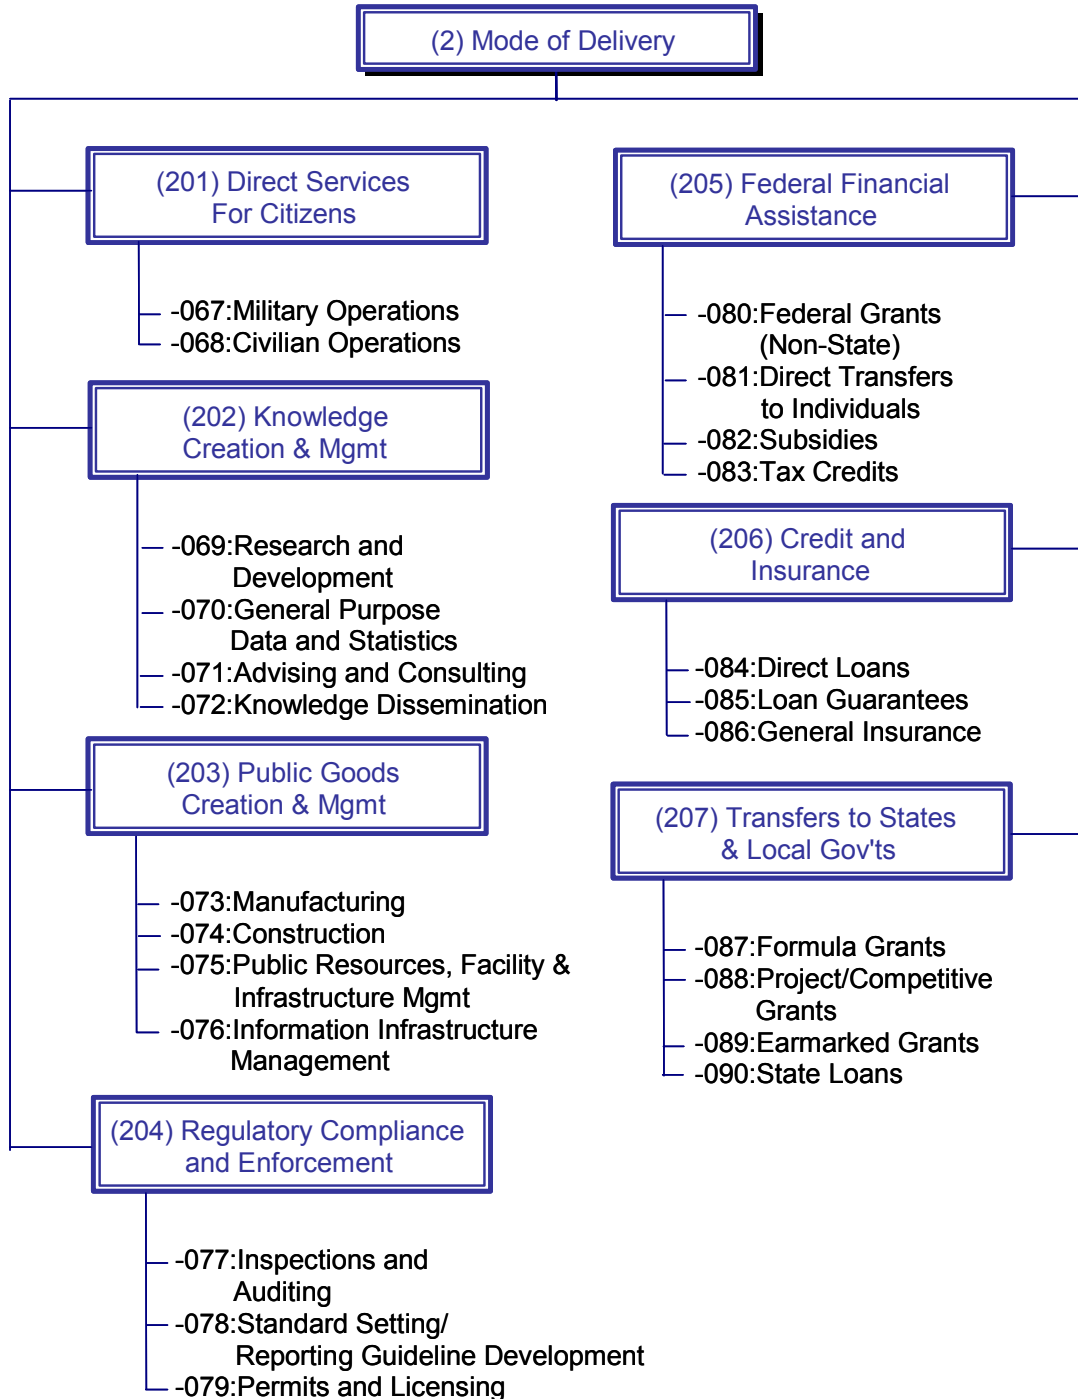 (2) Mode of Delivery
(201) Direct Services
For Citizens
-067:Military Operations
-068:Civilian Operations
(202) Knowledge
Creation & Mgmt
-069:Research and
Development
-070:General Purpose
Data and Statistics
-071:Advising and Consulting
-072:Knowledge Dissemination
(203) Public Goods
Creation & Mgmt
-073:Manufacturing
-074:Construction
-075:Public Resources, Facility &
Infrastructure Mgmt
-076:Information Infrastructure
Management
(204) Regulatory Compliance
and Enforcement
-077:Inspections and
Auditing
-078:Standard Setting/
Reporting Guideline Development
-079:Permits and Licensing
(205) Federal Financial
Assistance
-080:Federal Grants
(Non-State)
-081:Direct Transfers
to Individuals
-082:Subsidies
-083:Tax Credits
(206) Credit and
Insurance
-084:Direct Loans
-085:Loan Guarantees
-086:General Insurance
(207) Transfers to States
& Local Gov'ts
-087:Formula Grants
-088:Project/Competitive
Grants
-089:Earmarked Grants
-090:State Loans